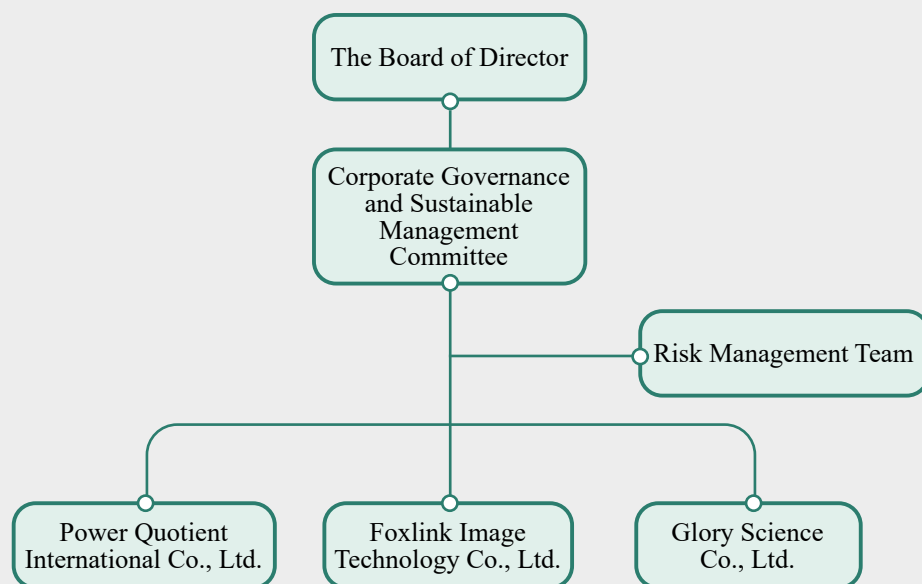 The Board of Director
Corporate Governance
and Sustainable
Management
Committee
Risk Management Team
Power Quotient
International Co., Ltd.
Foxlink Image
Technology Co., Ltd.
Glory Science
Co., Ltd.